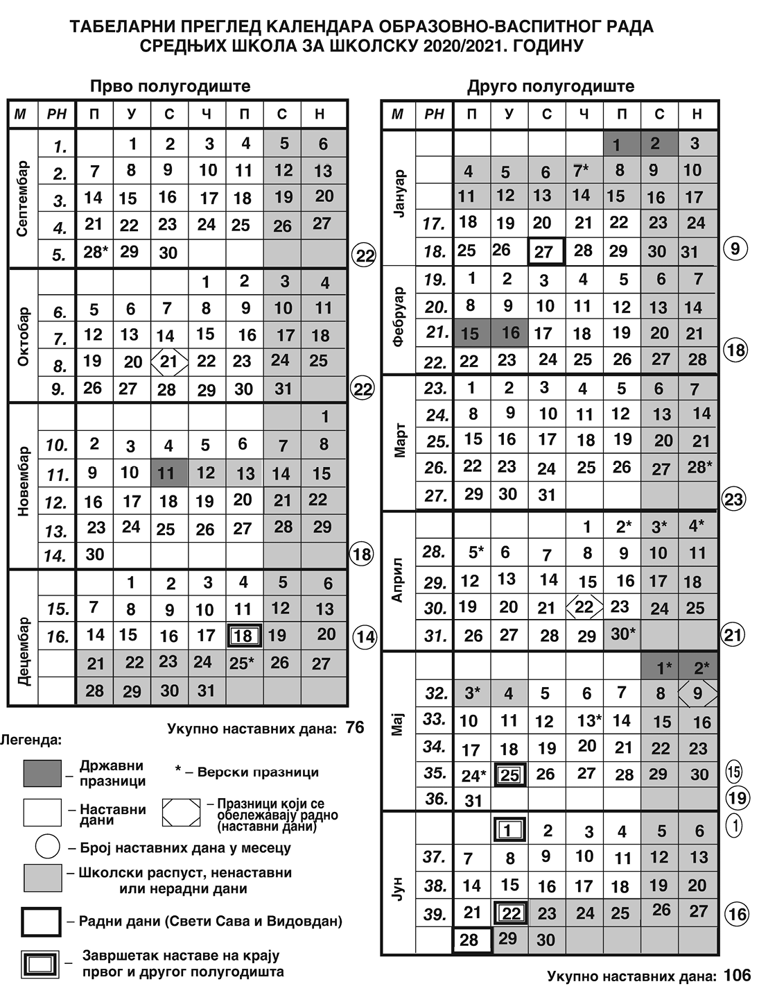 ТАБЕЛАРНИ ПРЕГЛЕД КАЛЕНДАРА ОБРАЗОВНО-ВАСПИТНОГ РАДА
СРЕДЊИХ ШКОЛА ЗА ШКОЛСКУ 2020/2021. ГОДИНУ
Прво полугодиште
М РН П У С Ч П С Н
Септембар
1. 1 2 3 4 5 6
2. 7 8 9 10 11 12 13
3. 14 15 16 17 18 19 20
4. 21 22 23 24 25 26 27
5. 28* 29 30 22
Октобар
1 2 3 4
6. 5 6 7 8 9 10 11
7. 12 13 14 15 16 17 18
8. 19 20 21 22 23 24 25
9. 26 27 28 29 30 31 22
Новембар
1
10. 2 3 4 5 6 7 8
11. 9 10 11 12 13 14 15
12. 16 17 18 19 20 21 22
13. 23 24 25 26 27 28 29
14. 30 18
Децембар
1 2 3 4 5 6
15. 7 8 9 10 11 12 13
16. 14 15 16 17 18 19 20 14
21 22 23 24 25* 26 27
28 29 30 31
Укупно наставних дана: 76
Друго полугодиште
М РН П У С Ч П С Н
Јануар
1 2 3
4 5 6 7* 8 9 10
11 12 13 14 15 16 17
17. 18 19 20 21 22 23 24
18. 25 26 27 28 29 30 31 9
Фебруар
19. 1 2 3 4 5 6 7
20. 8 9 10 11 12 13 14
21. 15 16 17 18 19 20 21
22. 22 23 24 25 26 27 28 18
Март
23. 1 2 3 4 5 6 7
24. 8 9 10 11 12 13 14
25. 15 16 17 18 19 20 21
26. 22 23 24 25 26 27 28*
27. 29 30 31 23
Април
1 2* 3* 4*
28. 5* 6 7 8 9 10 11
29. 12 13 14 15 16 17 18
30. 19 20 21 22 23 24 25
31. 26 27 28 29 30* 21
Мај
1* 2*
32. 3* 4 5 6 7 8 9
33. 10 11 12 13* 14 15 16
34. 17 18 19 20 21 22 23
35. 24* 25 26 27 28 29 30 15
36. 31 19
Јун
1 2 3 4 5 6 1
37. 7 8 9 10 11 12 13
38. 14 15 16 17 18 19 20
39. 21 22 23 24 25 26 27 16
28 29 30
Укупно наставних дана: 106
Легенда:
– Државни
празници
* – Верски празници
– Наставни
дани
– Празници који се
обележавају радно
(наставни дани)
– Број наставних дана у месецу
– Школски распуст, ненаставни
или нерадни дани
– Радни дани (Свети Сава и Видовдан)
– Завршетак наставе на крају
првог и другог полугодишта